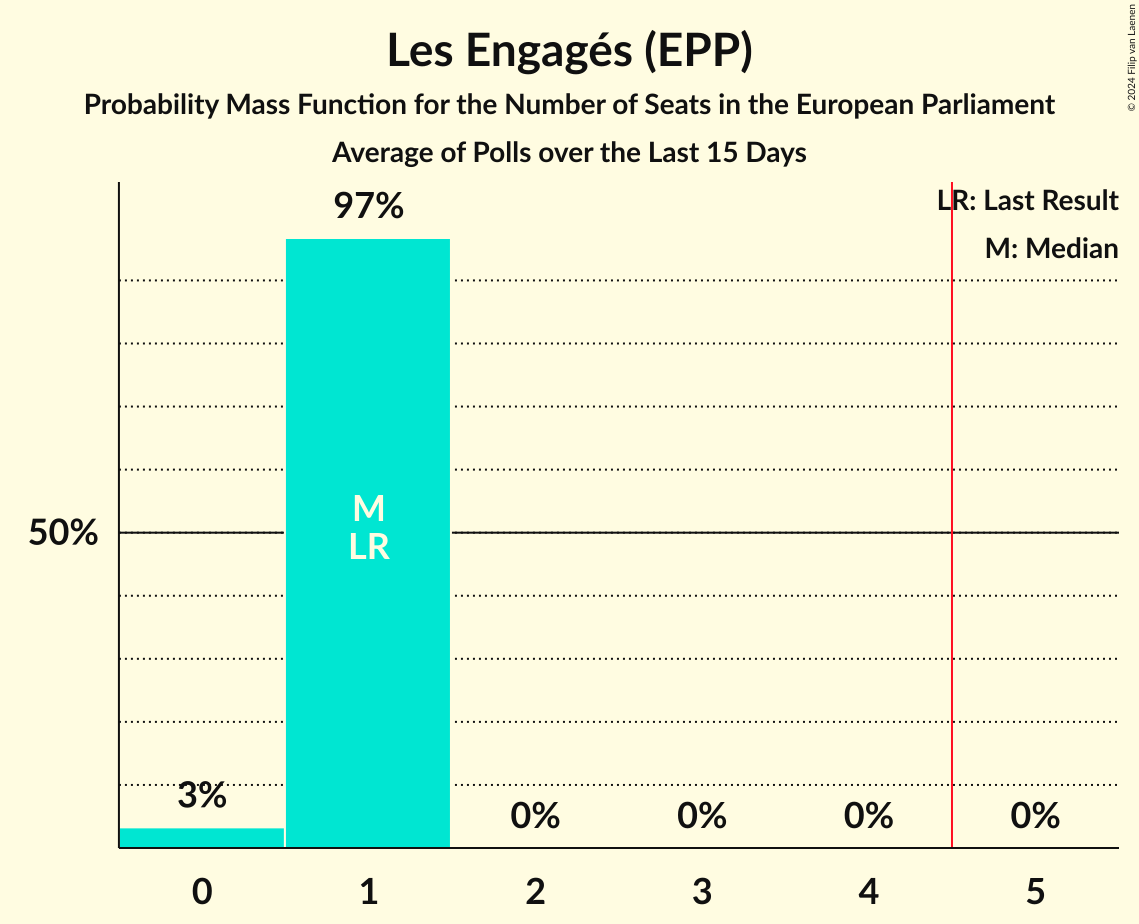 Les Engagés (EPP)
Probability Mass Function for the Number of Seats in the European Parliament
Average of Polls over the Last 15 Days
© 2024 Filip van Laenen
LR: Last Result
M: Median
97%
M
LR
50%
3%
0%
0%
0%
0%
0
1
2
3
4
5